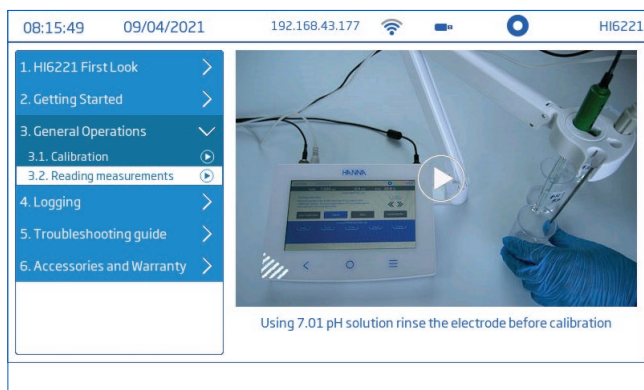 08:15:49 09/04/2021 192.168.43.177 HI6221
1. HI6221 First Look
2. Getting Started
3. General Operations
3.1. Calibration
3.2. Reading measurements
4. Logging
5. Troubleshooting guide
6. Accessories and Warranty
HANNA
Using 7.01 pH solution rinse the electrode before calibration